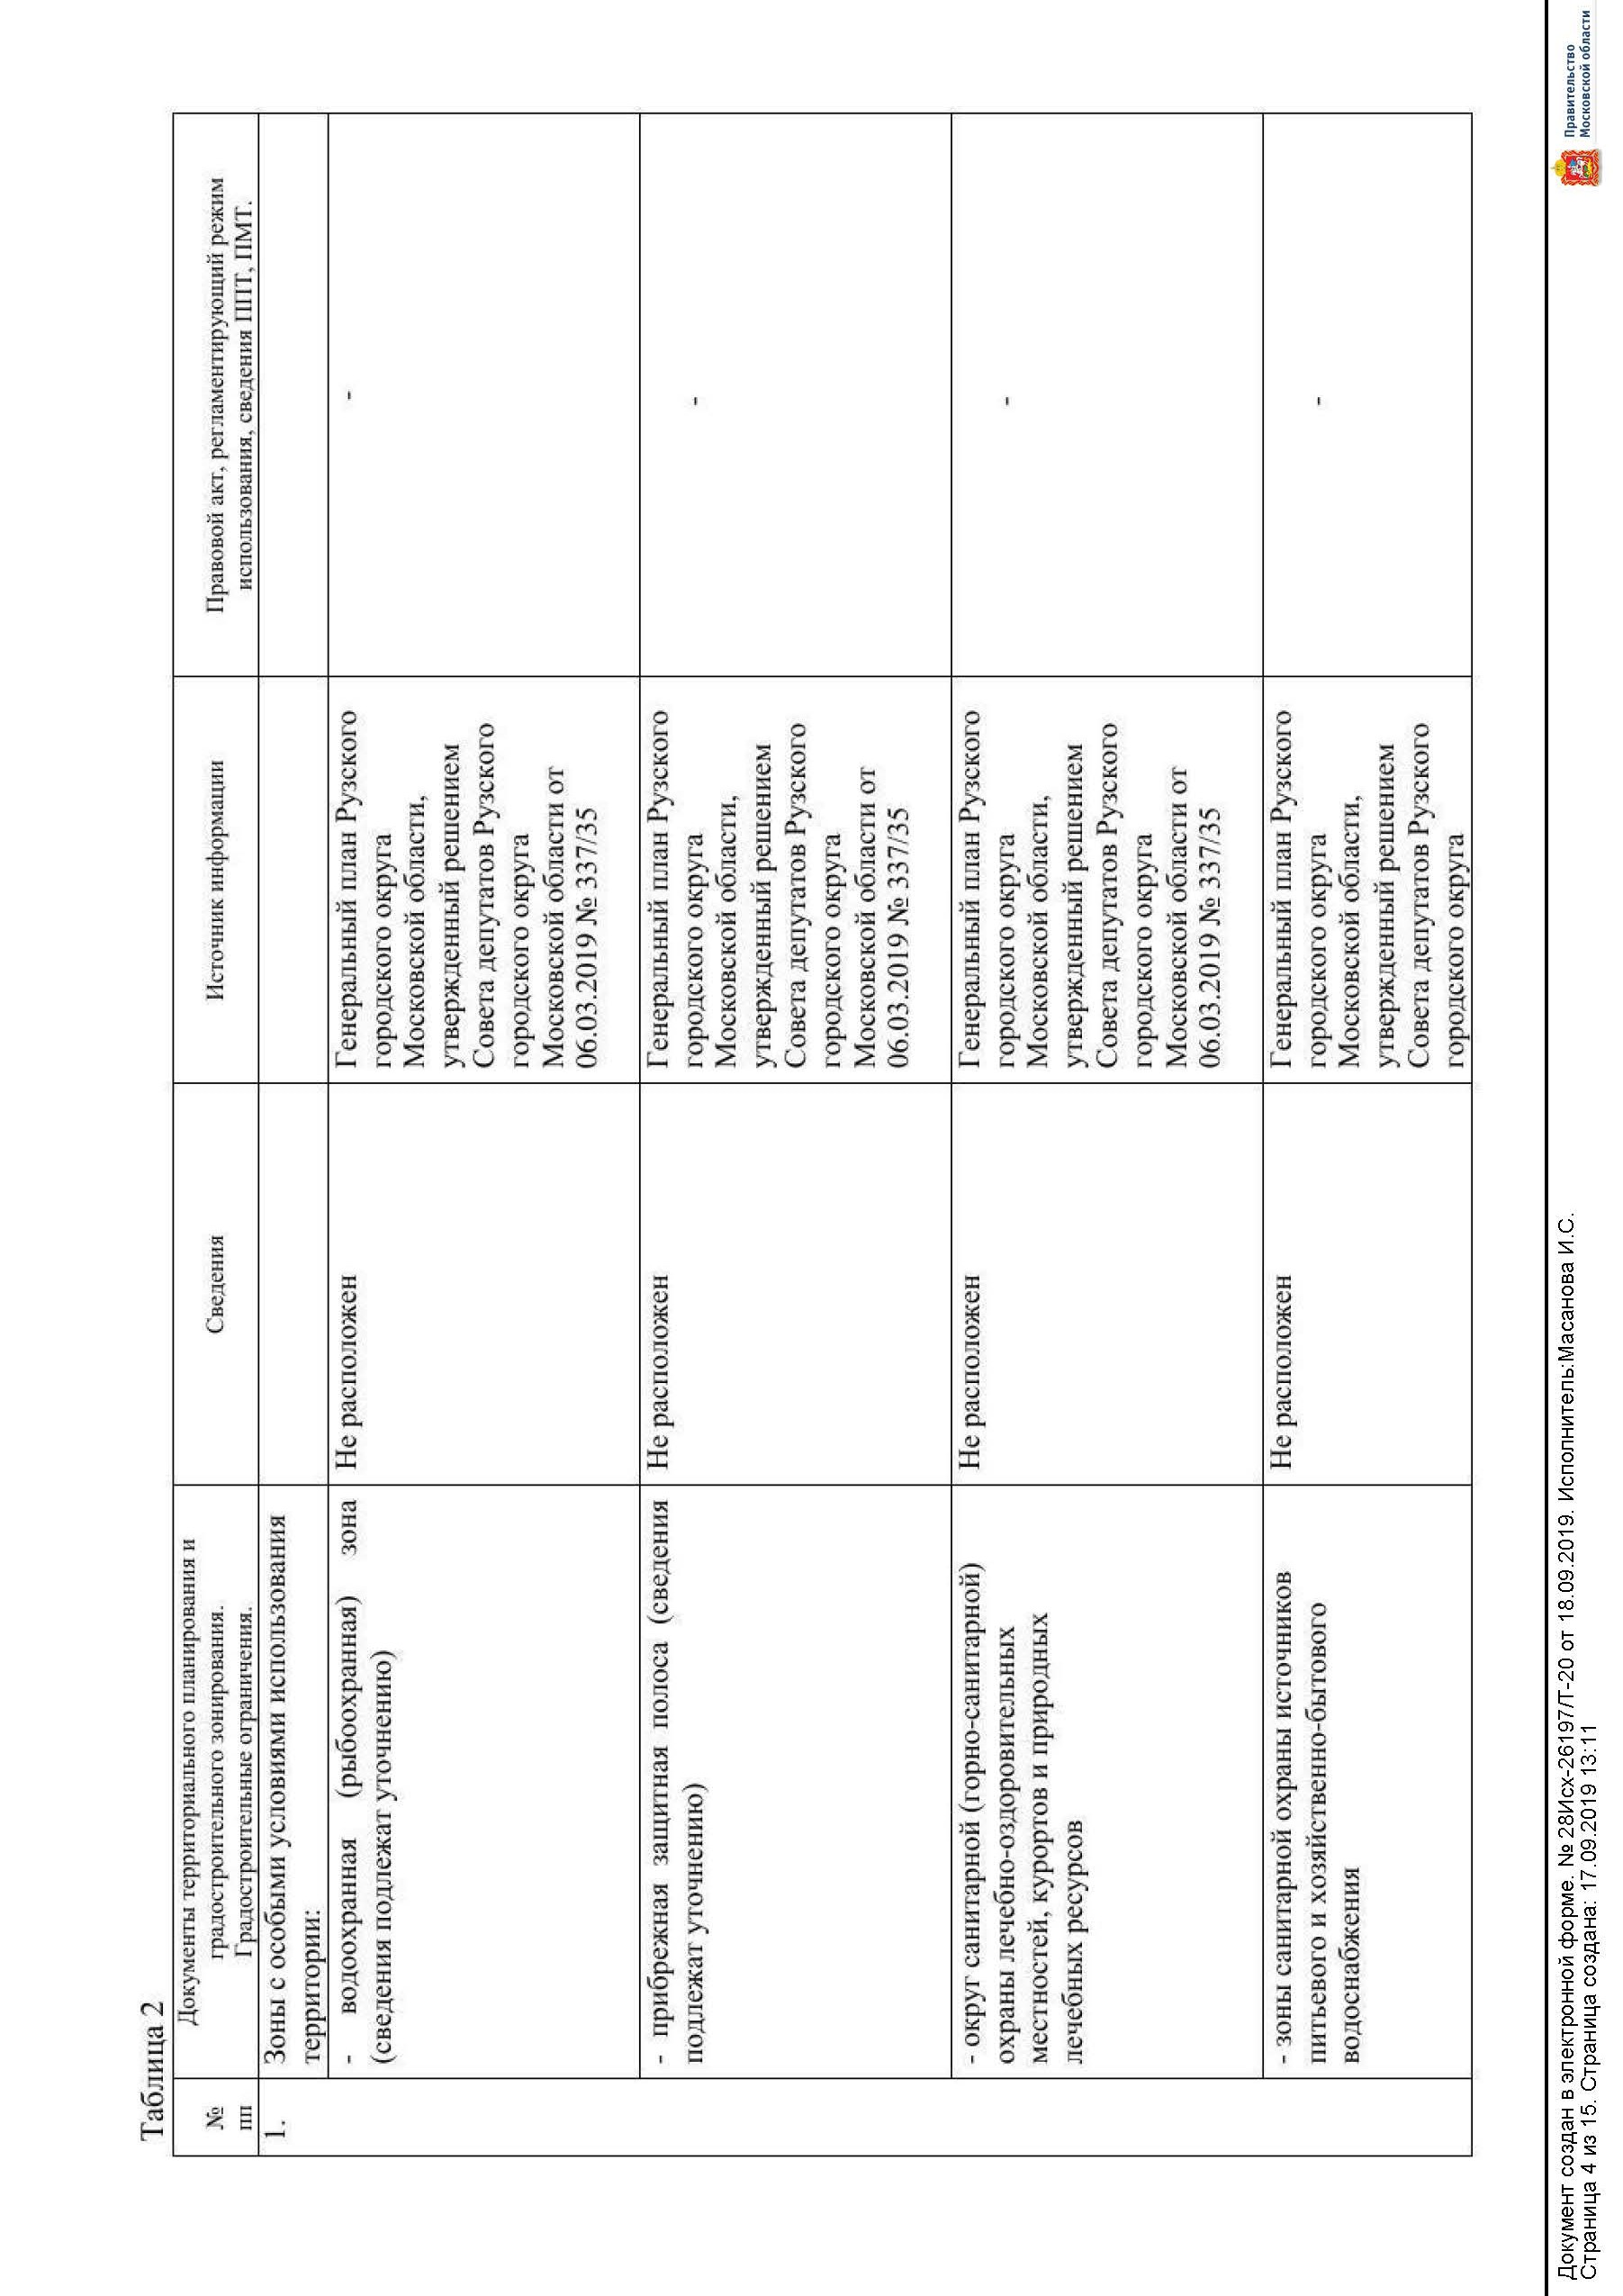 Таблица 2
№
пп
Документы территориального планирования и
градостроительного зонирования.
Градостроительные ограничения.
Сведения
Источник информации
Правовой акт, регламентирующий режим
использования, сведения ППТ, ПМТ.
1.
Зоны с особыми условиями использования
территории:
- водоохранная (рыбоохранная) зона
(сведения подлежат уточнению)
Не расположен
Генеральный план Рузского
городского округа
Московской области,
утвержденный решением
Совета депутатов Рузского
городского округа
Московской области от
06.03.2019 № 337/35
-
- прибрежная защитная полоса (сведения
подлежат уточнению)
Не расположен
Генеральный план Рузского
городского округа
Московской области,
утвержденный решением
Совета депутатов Рузского
городского округа
Московской области от
06.03.2019 № 337/35
-
- округ санитарной (горно-санитарной)
охраны лечебно-оздоровительных
местностей, курортов и природных
лечебных ресурсов
Не расположен
Генеральный план Рузского
городского округа
Московской области,
утвержденный решением
Совета депутатов Рузского
городского округа
Московской области от
06.03.2019 № 337/35
-
- зоны санитарной охраны источников
питьевого и хозяйственно-бытового
водоснабжения
Не расположен
Генеральный план Рузского
городского округа
Московской области,
утвержденный решением
Совета депутатов Рузского
городского округа
-
Документ создан в электронной форме. № 28Исх-26197/Т-20 от 18.09.2019. Исполнитель:Масанова И.С.
Страница 4 из 15. Страница создана: 17.09.2019 13:11
Правительство
Московской области